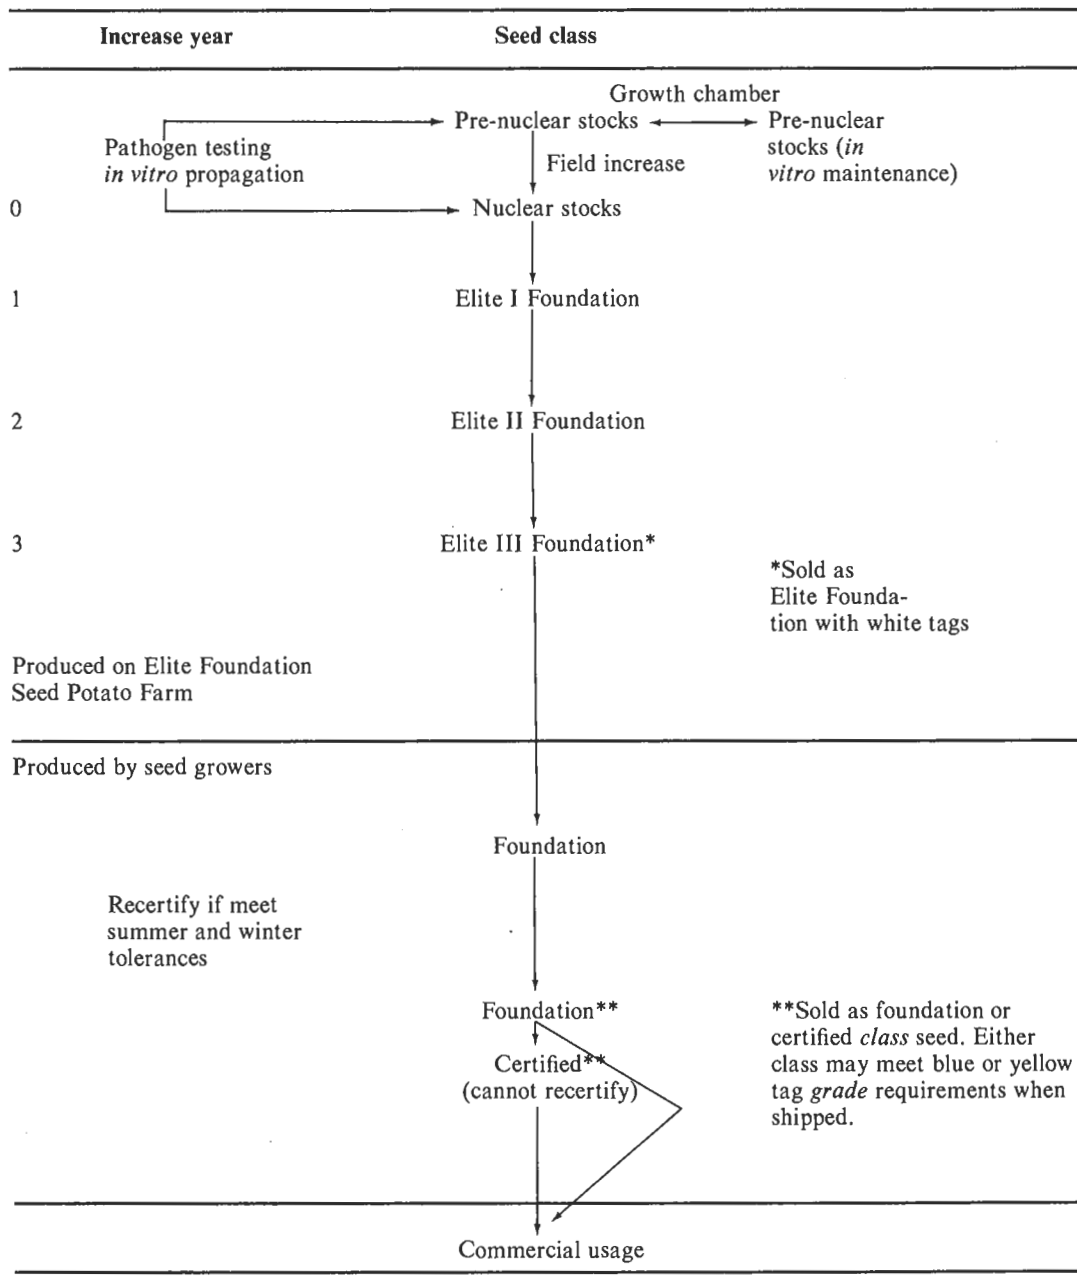 Increase year Seed class
Growth chamber
Pre-nuclear stocks Pre-nuclear
stocks (in
vitro maintenance)
Pathogen testing
in vitro propagation
Field increase
0 Nuclear stocks
1 Elite I Foundation
2 Elite II Foundation
3 Elite III Foundation*
*Sold as
Elite Founda-
tion with white tags
Produced on Elite Foundation
Seed Potato Farm
Produced by seed growers
Foundation
Recertify if meet
summer and winter
tolerances
Foundation**
Certified**
(cannot recertify)
**Sold as foundation or
certified class seed. Either
class may meet blue or yellow
tag grade requirements when
shipped.
Commercial usage